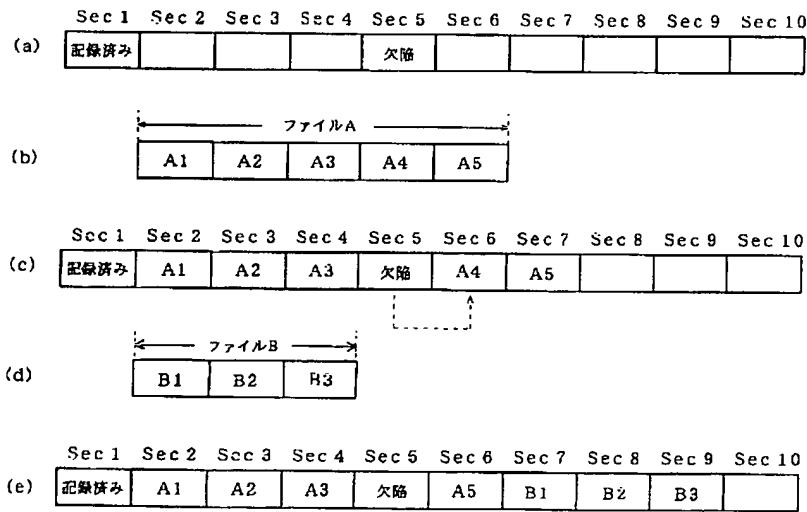 Sec 1 Sec 2 Sec 3 Sec 4 Sec 5 Sec 6 Sec 7 Sec 8 Sec 9 Sec 10
(a) 記録済み 欠陥
ファイルA
(b) A1 A2 A3 A4 A5
Sec 1 Sec 2 Sec 3 Sec 4 Sec 5 Sec 6 Sec 7 Sec 8 Sec 9 Sec 10
(c) 記録済み A1 A2 A3 欠陥 A4 A5
ファイルB
(d) B1 B2 B3
Sec 1 Sec 2 Sec 3 Sec 4 Sec 5 Sec 6 Sec 7 Sec 8 Sec 9 Sec 10
(e) 記録済み A1 A2 A3 欠陥 A5 B1 B2 B3